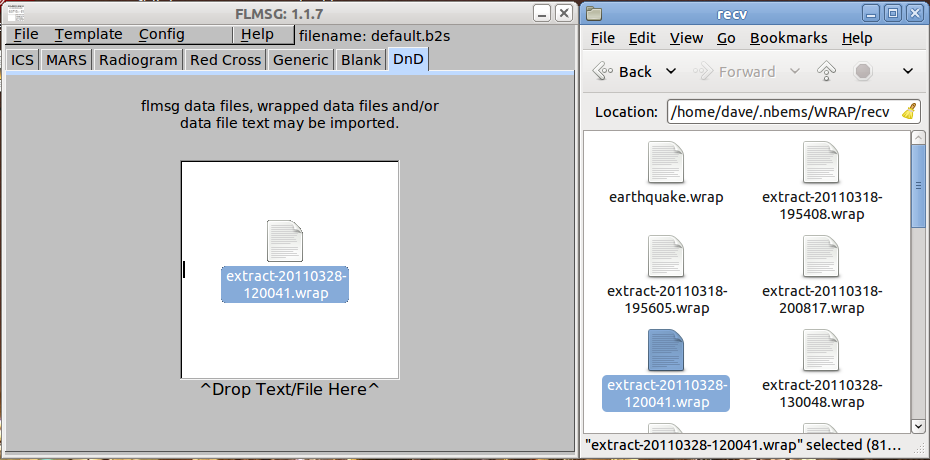 FLMSG: 1.1.7
File Template Config Help filename: default.b2s
ICS MARS Radiogram Red Cross Generic Blank DnD
flmsg data files, wrapped data files and/or
data file text may be imported.
extract-20110328-
120041.wrap
^Drop Text/File Here^
recv
File Edit View Go Bookmarks Help
Back Forward
Location: /home/dave/.nbems/WRAP/recv
earthquake.wrap
extract-20110318-
195408.wrap
extract-20110318-
195605.wrap
extract-20110318-
200817.wrap
extract-20110328-
120041.wrap
extract-20110328-
130048.wrap
"extract-20110328-120041.wrap" selected (81...